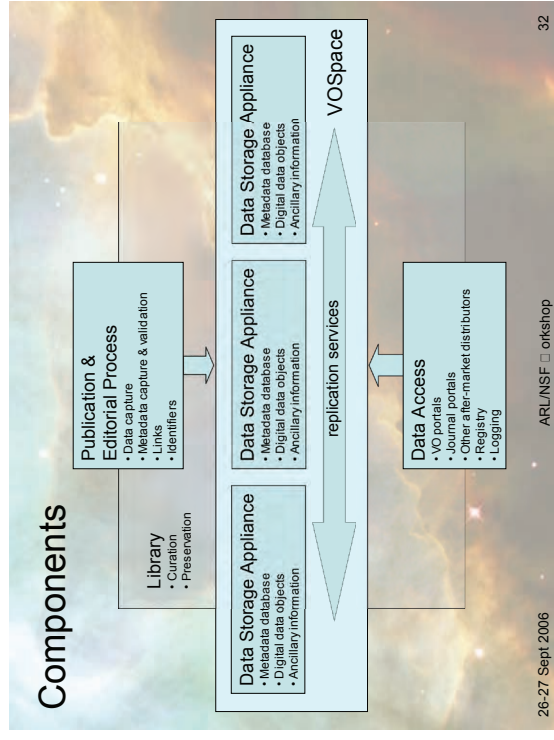 Components
Library
• Curation
• Preservation
Publication &
Editorial Process
• Data capture
• Metadata capture & validation
• Links
• Identifiers
Data Storage Appliance
• Metadata database
• Digital data objects
• Ancillary information
Data Storage Appliance
• Metadata database
• Digital data objects
• Ancillary information
Data Storage Appliance
• Metadata database
• Digital data objects
• Ancillary information
replication services
VOSpace
Data Access
• VO portals
• Journal portals
• Other after-market distributors
• Registry
• Logging
26-27 Sept 2006
ARL/NSF □orkshop
32